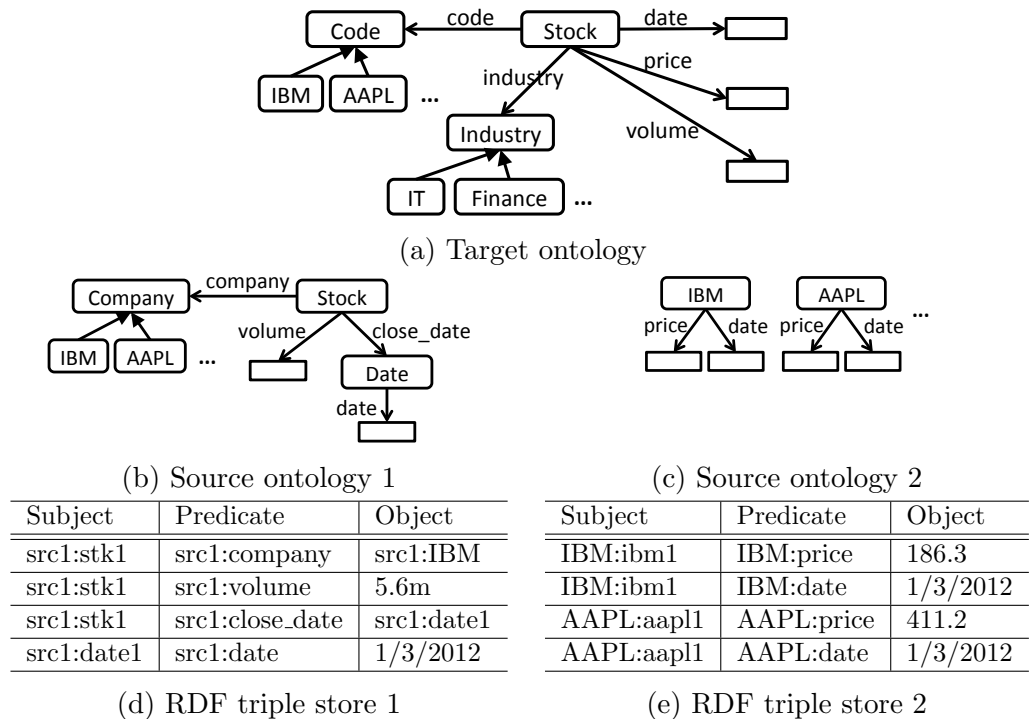 code
date
Code
Stock
price
industry
IBM
AAPL
...
volume
Industry
IT
Finance
...
(a) Target ontology
company
Company
Stock
IBM
AAPL
...
volume
close_date
IBM
AAPL
...
price
date
price
date
Date
date
(b) Source ontology 1
(c) Source ontology 2
Subject Predicate Object
src1:stk1 src1:company src1:IBM
src1:stk1 src1:volume 5.6m
src1:stk1 src1:close_date src1:date1
src1:date1 src1:date 1/3/2012
(d) RDF triple store 1
Subject Predicate Object
IBM:ibm1 IBM:price 186.3
IBM:ibm1 IBM:date 1/3/2012
AAPL:aapl1 AAPL:price 411.2
AAPL:aapl1 AAPL:date 1/3/2012
(e) RDF triple store 2